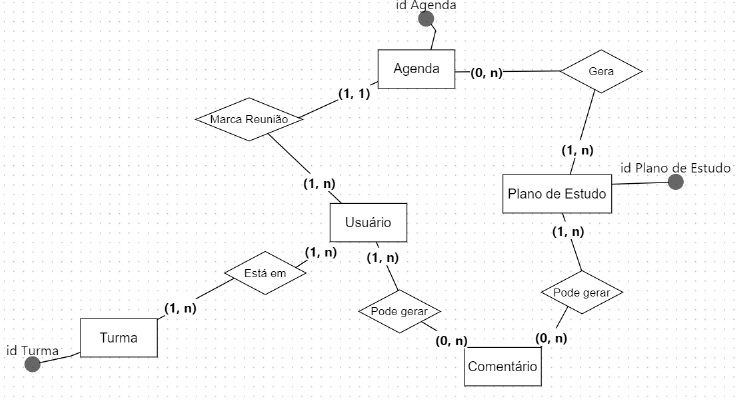 id Agenda
Agenda
(0, n)
Gera
(1, 1)
Marca Reunião
(1, n)
id Plano de Estudo
(1, n)
Plano de Estudo
Usuário
(1, n)
(1, n)
(1, n)
Está em
Pode gerar
(1, n)
Pode gerar
Turma
(0, n)
(0, n)
id Turma
Comentário